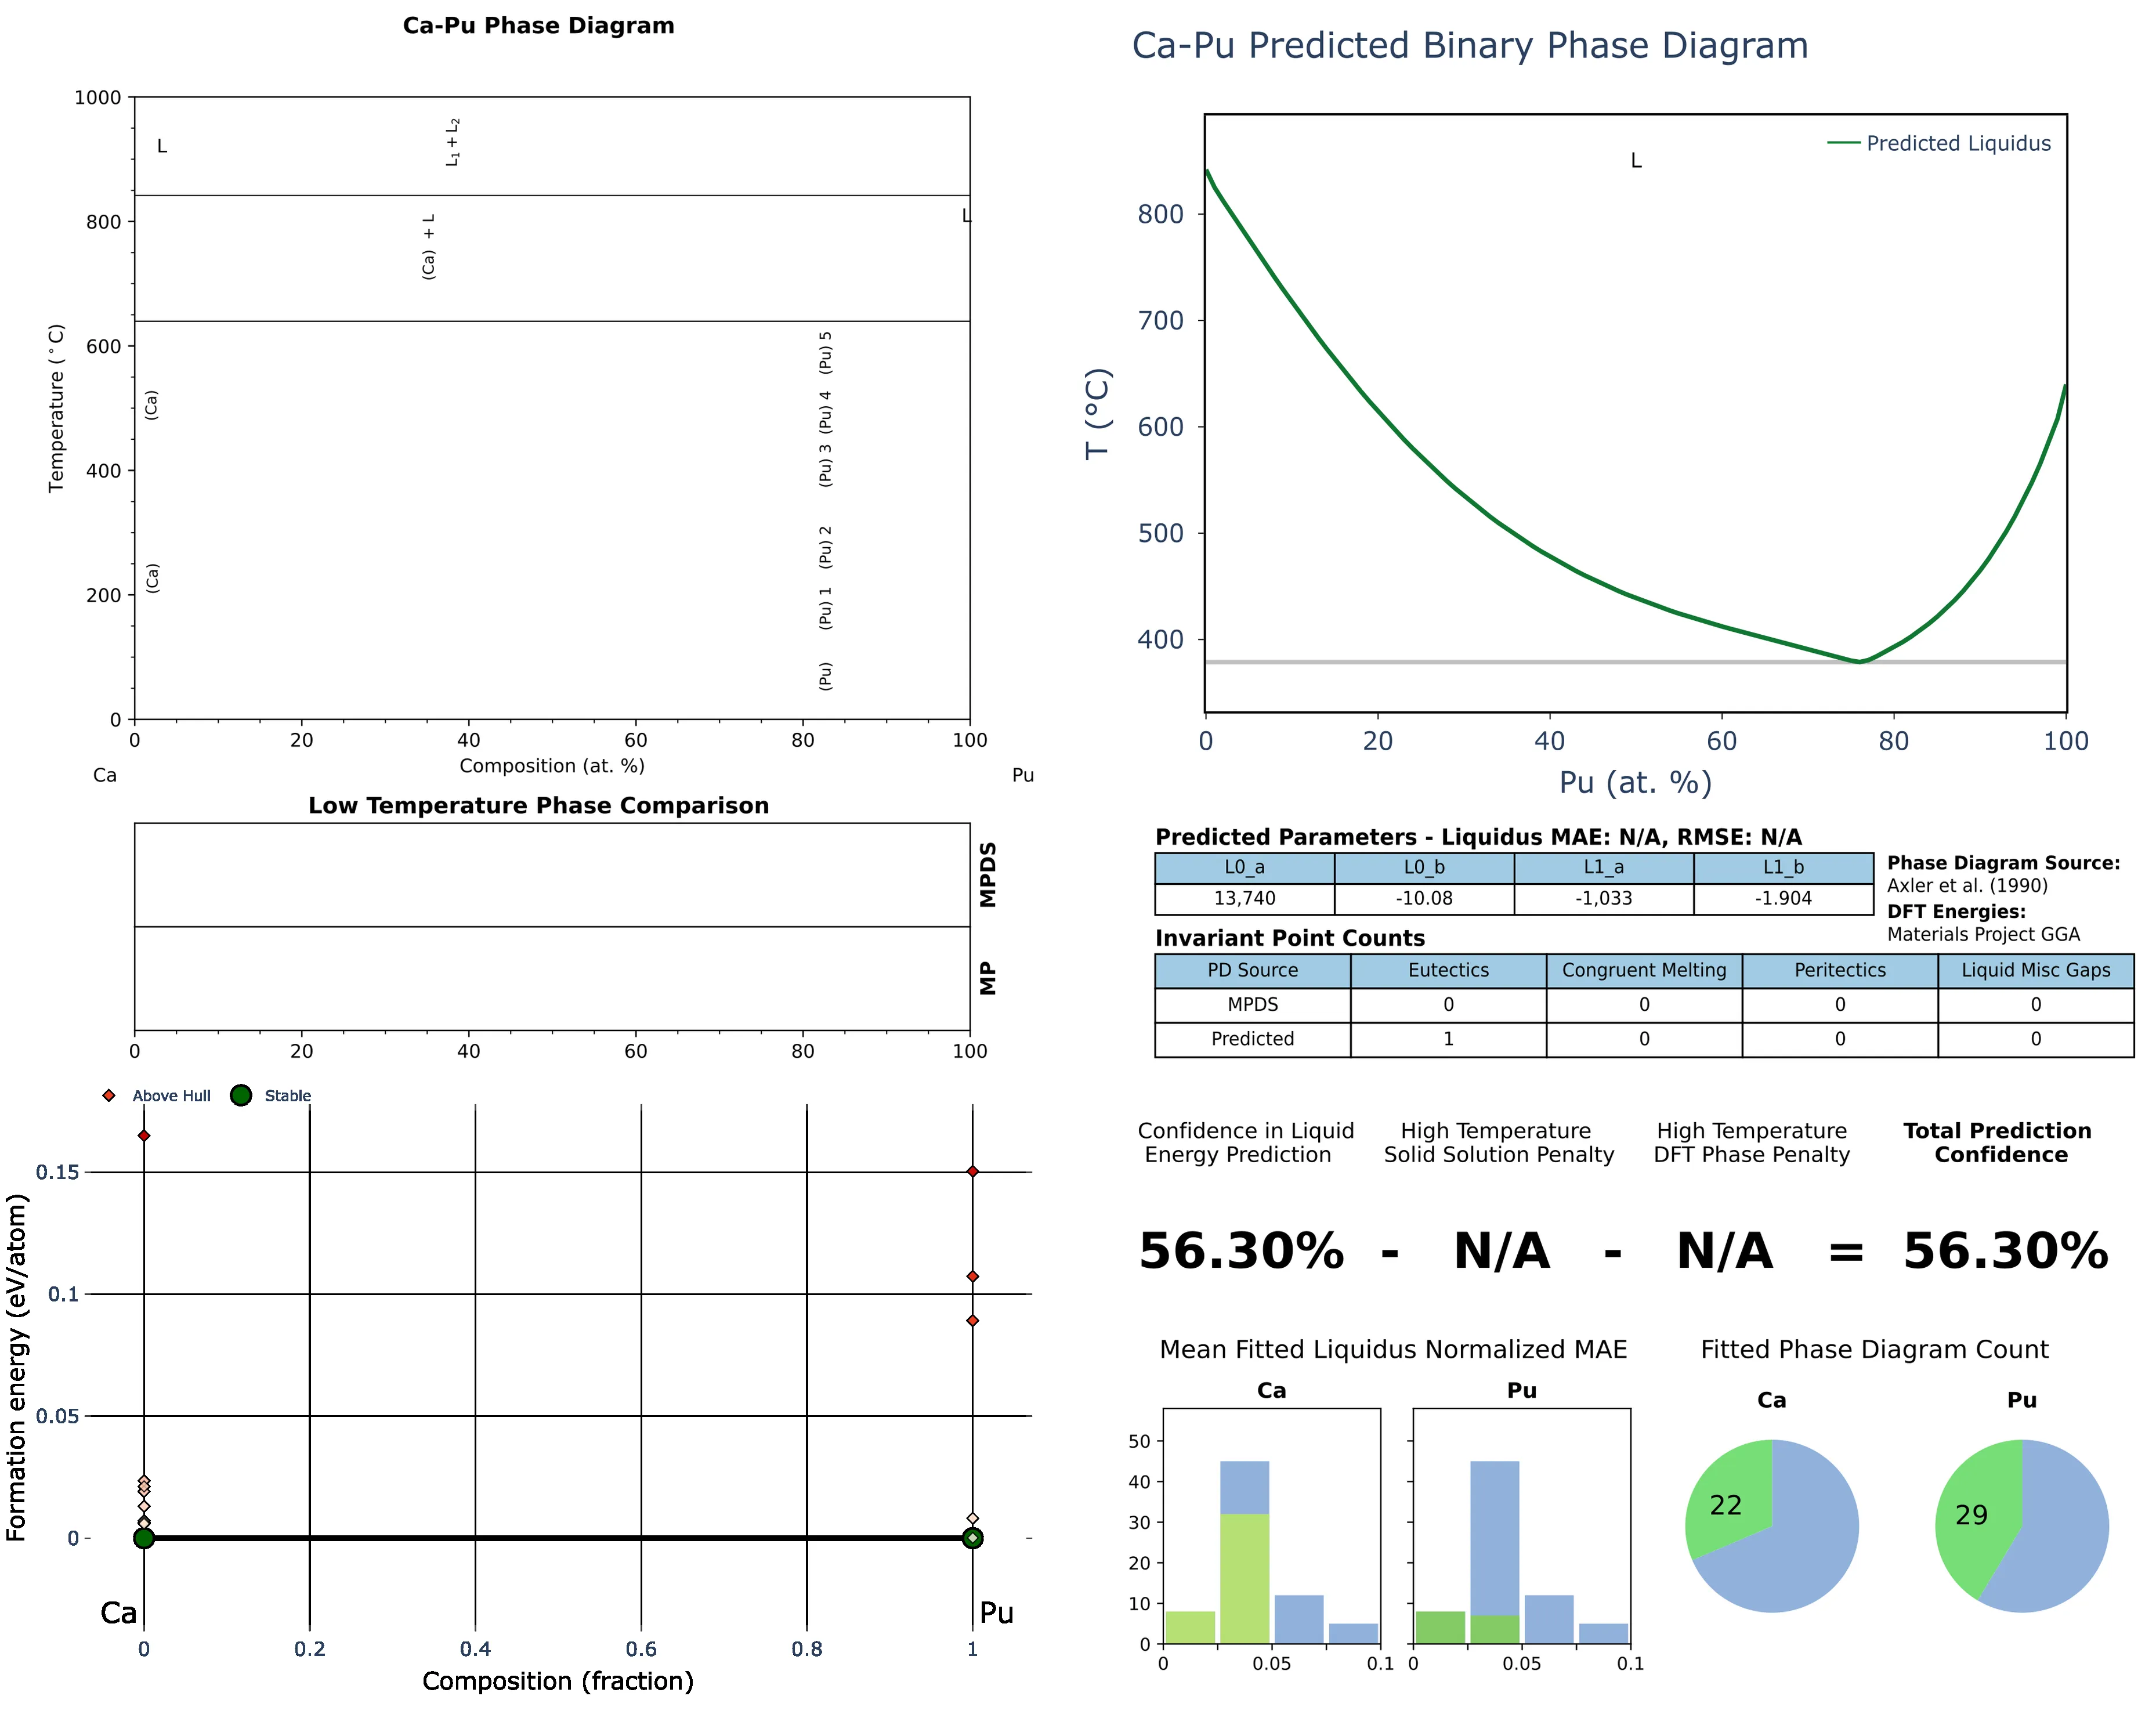 Ca-Pu Phase Diagram
1000
800
600
400
200
0
Temperature (°C)
L
L1 + L2
(Ca) + L
L
(Ca)
(Ca)
(Pu) 5
(Pu) 4
(Pu) 3
(Pu) 2
(Pu) 1
(Pu)
0 20 40 60 80 100
Composition (at. %)
Ca Pu
Low Temperature Phase Comparison
MPDS
MP
0 20 40 60 80 100
Above Hull Stable
0.15
0.1
0.05
0
Formation energy (eV/atom)
Ca Pu
0 0.2 0.4 0.6 0.8 1
Composition (fraction)
Ca-Pu Predicted Binary Phase Diagram
Predicted Liquidus
L
800
700
600
500
400
T (°C)
0 20 40 60 80 100
Pu (at. %)
Predicted Parameters - Liquidus MAE: N/A, RMSE: N/A
L0_a L0_b L1_a L1_b
13,740 -10.08 -1,033 -1.904
Phase Diagram Source:
Axler et al. (1990)
DFT Energies:
Materials Project GGA
Invariant Point Counts
PD Source Eutectics Congruent Melting Peritectics Liquid Misc Gaps
MPDS 0 0 0 0
Predicted 1 0 0 0
Confidence in Liquid
Energy Prediction
High Temperature
Solid Solution Penalty
High Temperature
DFT Phase Penalty
Total Prediction
Confidence
56.30% - N/A - N/A = 56.30%
Mean Fitted Liquidus Normalized MAE
Ca Pu
50
40
30
20
10
0
0 0.05 0.1 0 0.05 0.1
Fitted Phase Diagram Count
Ca Pu
22 29